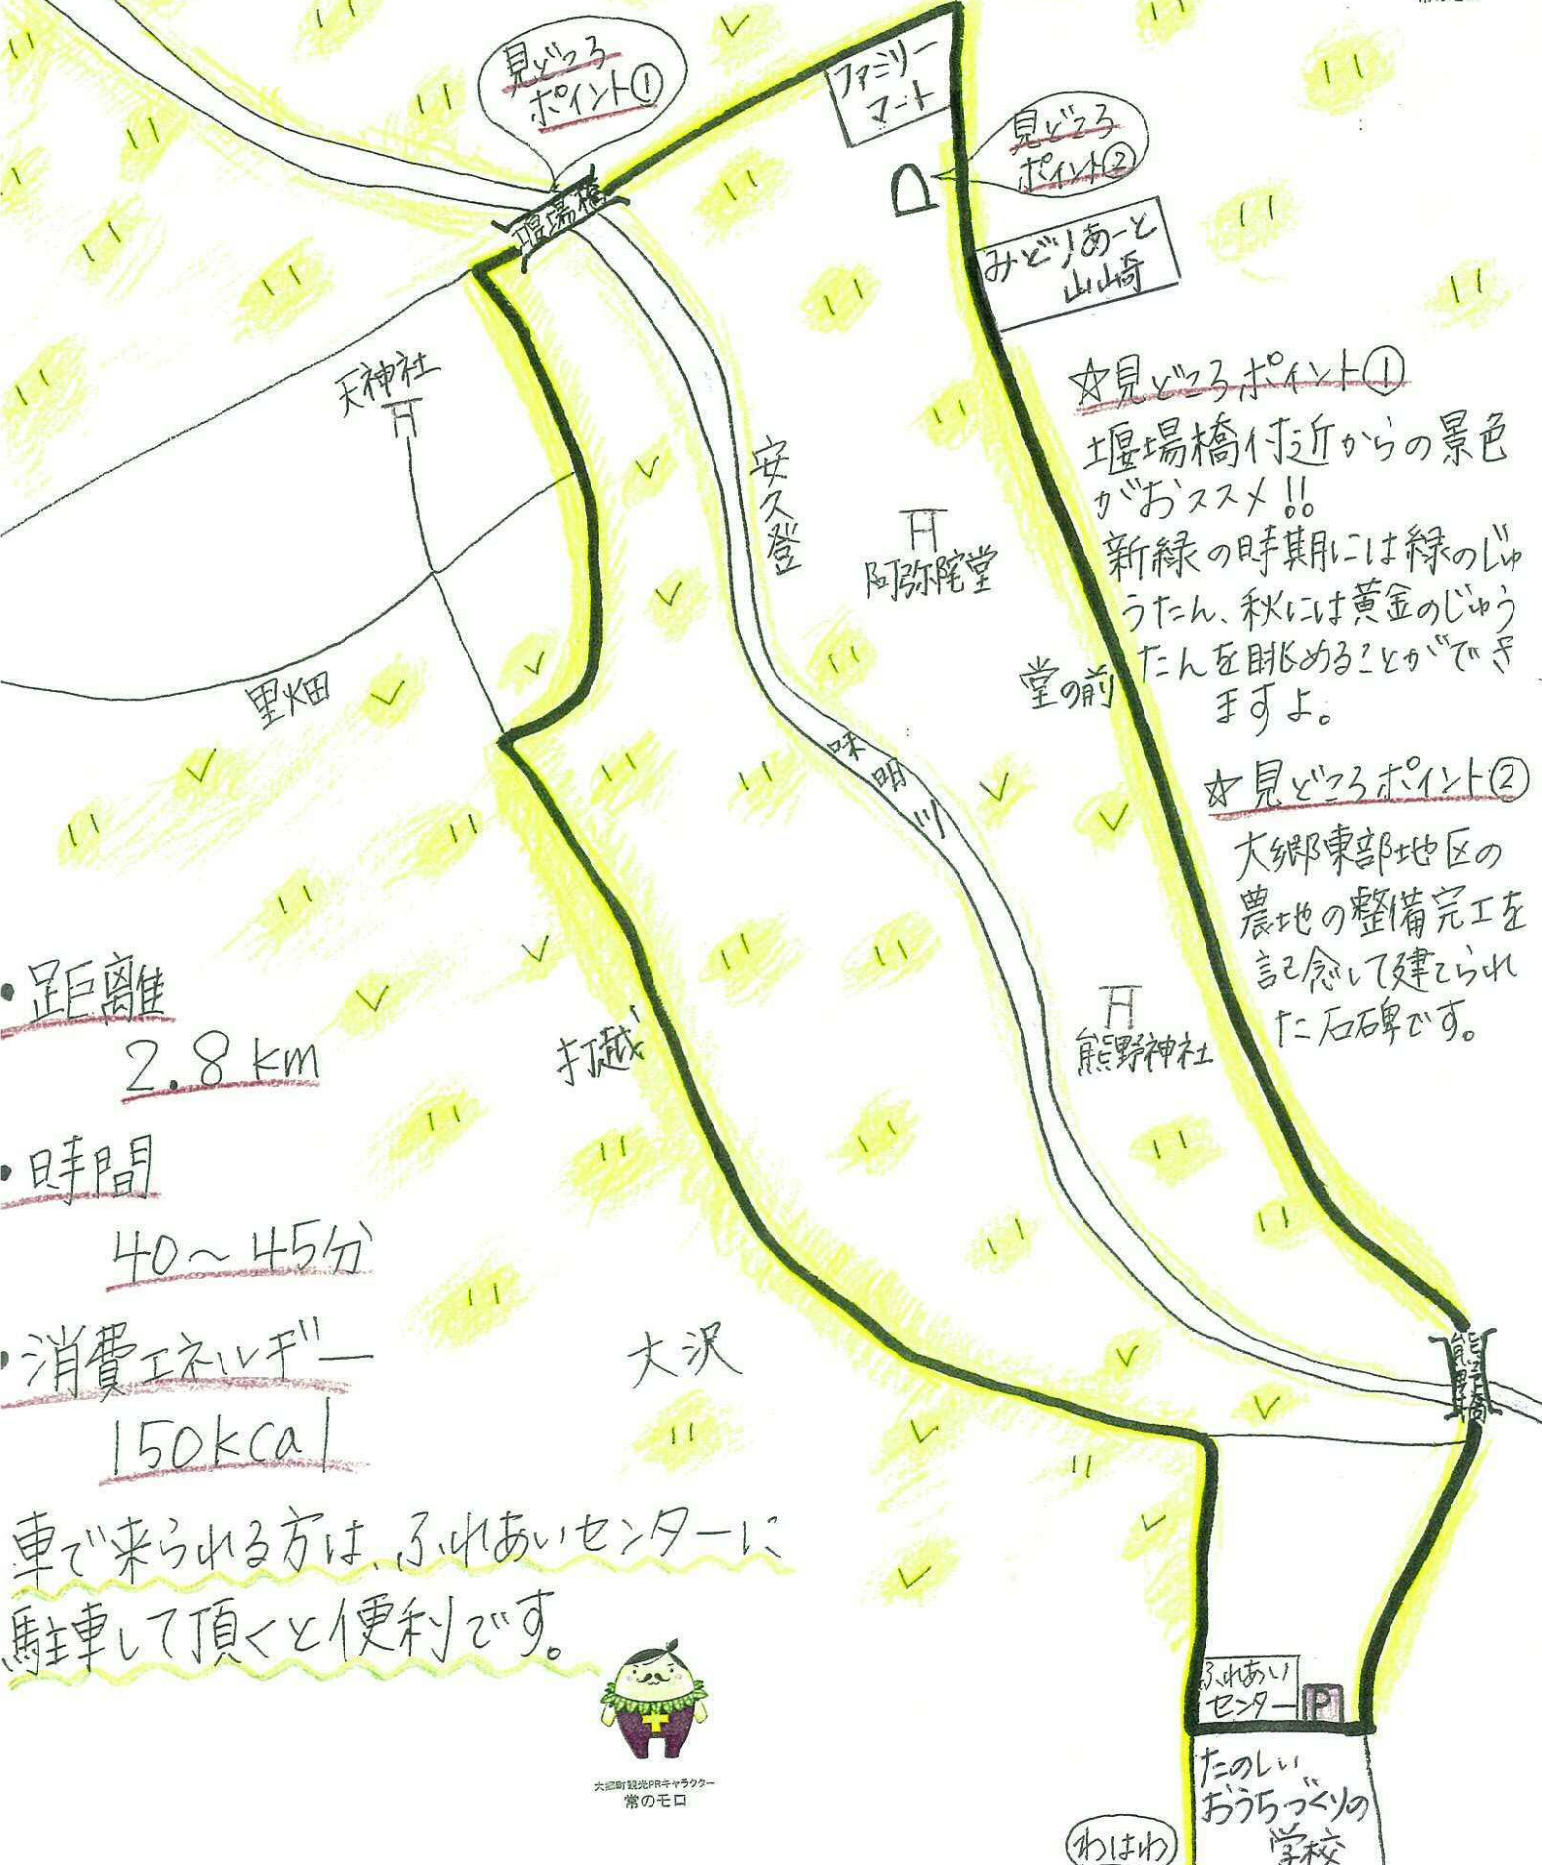 見どころ
ポイント①
堰場橋
ファミリー
マート
見どころ
ポイント②
みどりあーと
山崎
天神社
安久登
阿弥陀堂
里畑
堂の前
味明川
☆見どころポイント①
堰場橋付近からの景色
がおススメ!!
新緑の時期には緑のじゅ
うたん、秋には黄金のじゅう
たんを眺めることができ
ますよ。
☆見どころポイント②
大郷東部地区の
農地の整備完工を
記念して建てられ
た石碑です。
打越
熊野神社
・距離
2.8km
・時間
40〜45分
・消費エネルギー
150kcal
大沢
熊野橋
車で来られる方は、ふれあいセンターに
駐車して頂くと便利です。
ふれあい
センター
P
大郷町観光PRキャラクター
常のモロ
たのしい
おうちづくりの
学校
わはわ